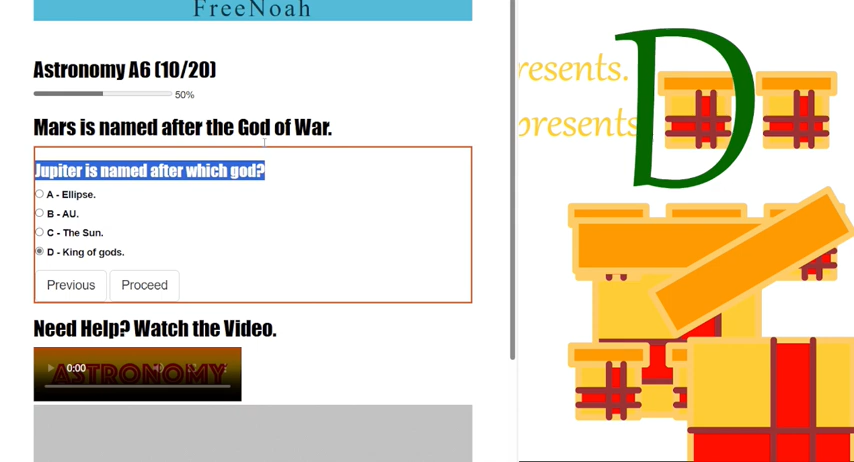 FreeNoah
Astronomy A6 (10/20)
50%
Mars is named after the God of War.
Jupiter is named after which god?
A - Ellipse.
B - AU.
C - The Sun.
D - King of gods.
Previous Proceed
Need Help? Watch the Video.
0:00
ASTRONOMY
resents.
presents
D